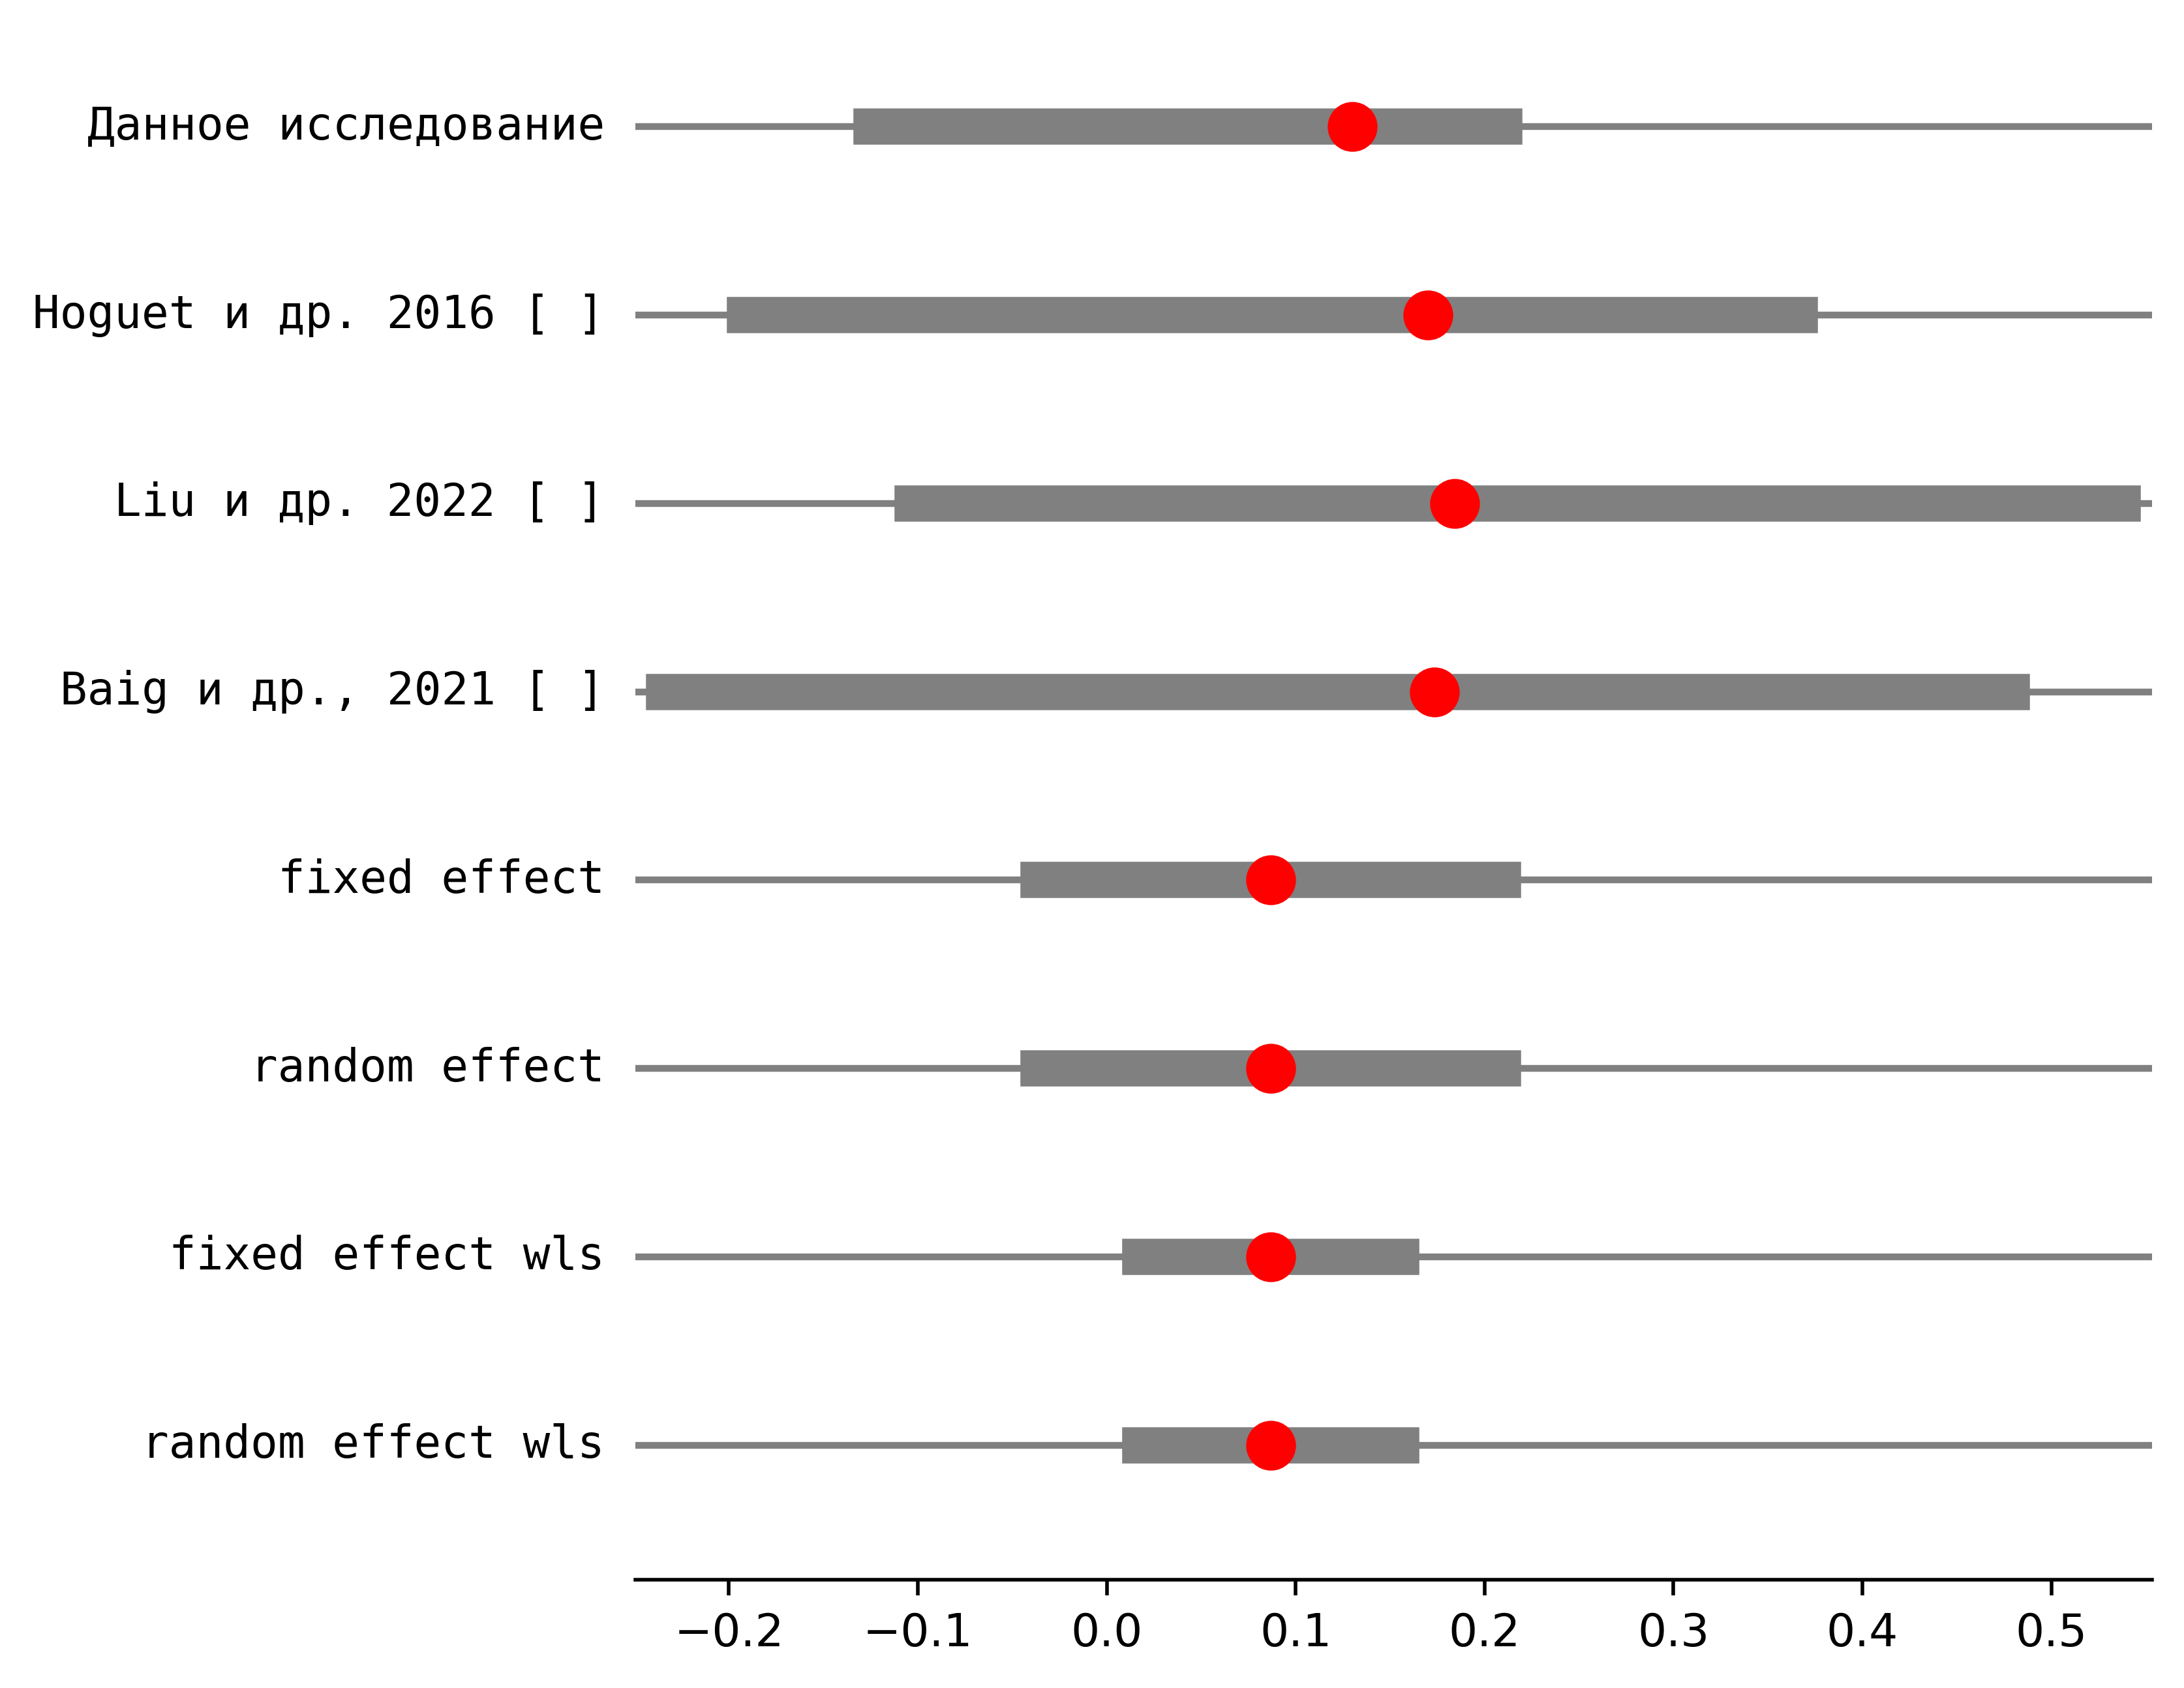 Данное исследование
Hoguet и др. 2016 [ ]
Liu и др. 2022 [ ]
Baig и др., 2021 [ ]
fixed effect
random effect
fixed effect wls
random effect wls
−0.2 −0.1 0.0 0.1 0.2 0.3 0.4 0.5